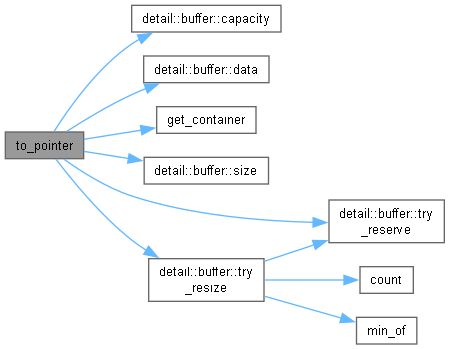 detail::buffer::capacity
detail::buffer::data
get_container
to_pointer
detail::buffer::size
detail::buffer::try
_reserve
detail::buffer::try
_resize
count
min_of